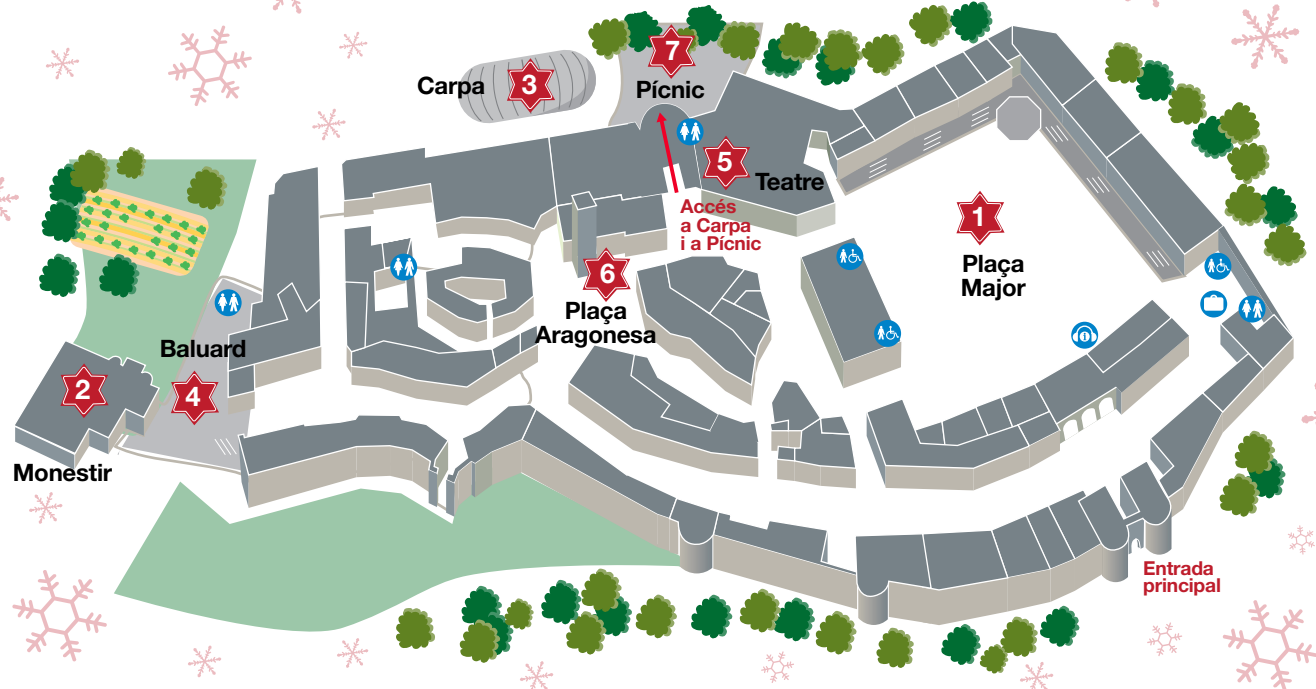 7
Pícnic
Carpa
3
5
Teatre
Accés
a Carpa
i a Pícnic
1
Plaça
Major
6
Plaça
Aragonesa
Baluard
2
4
Monestir
Entrada
principal